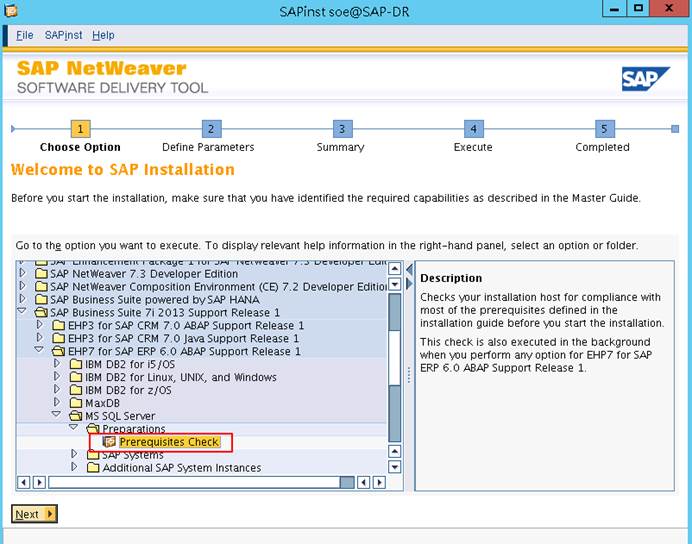 SAPinst soe@SAP-DR
File SAPinst Help
SAP NetWeaver
SOFTWARE DELIVERY TOOL
SAP
1 2 3 4 5
Choose Option Define Parameters Summary Execute Completed
Welcome to SAP Installation
Before you start the installation, make sure that you have identified the required capabilities as described in the Master Guide.
Go to the option you want to execute. To display relevant help information in the right-hand panel, select an option or folder.
SAP Enhancement Package 1 for SAP NetWeaver 7.3 Developer Edit
SAP NetWeaver 7.3 Developer Edition
SAP NetWeaver Composition Environment (CE) 7.2 Developer Edition
SAP Business Suite powered by SAP HANA
SAP Business Suite 7i 2013 Support Release 1
EHP3 for SAP CRM 7.0 ABAP Support Release 1
EHP3 for SAP CRM 7.0 Java Support Release 1
EHP7 for SAP ERP 6.0 ABAP Support Release 1
IBM DB2 for i5/OS
IBM DB2 for Linux, UNIX, and Windows
IBM DB2 for z/OS
MaxDB
MS SQL Server
Preparations
Prerequisites Check
SAP Systems
Additional SAP System Instances
Description
Checks your installation host for compliance with
most of the prerequisites defined in the
installation guide before you start the installation.
This check is also executed in the background
when you perform any option for EHP7 for SAP
ERP 6.0 ABAP Support Release 1.
Next